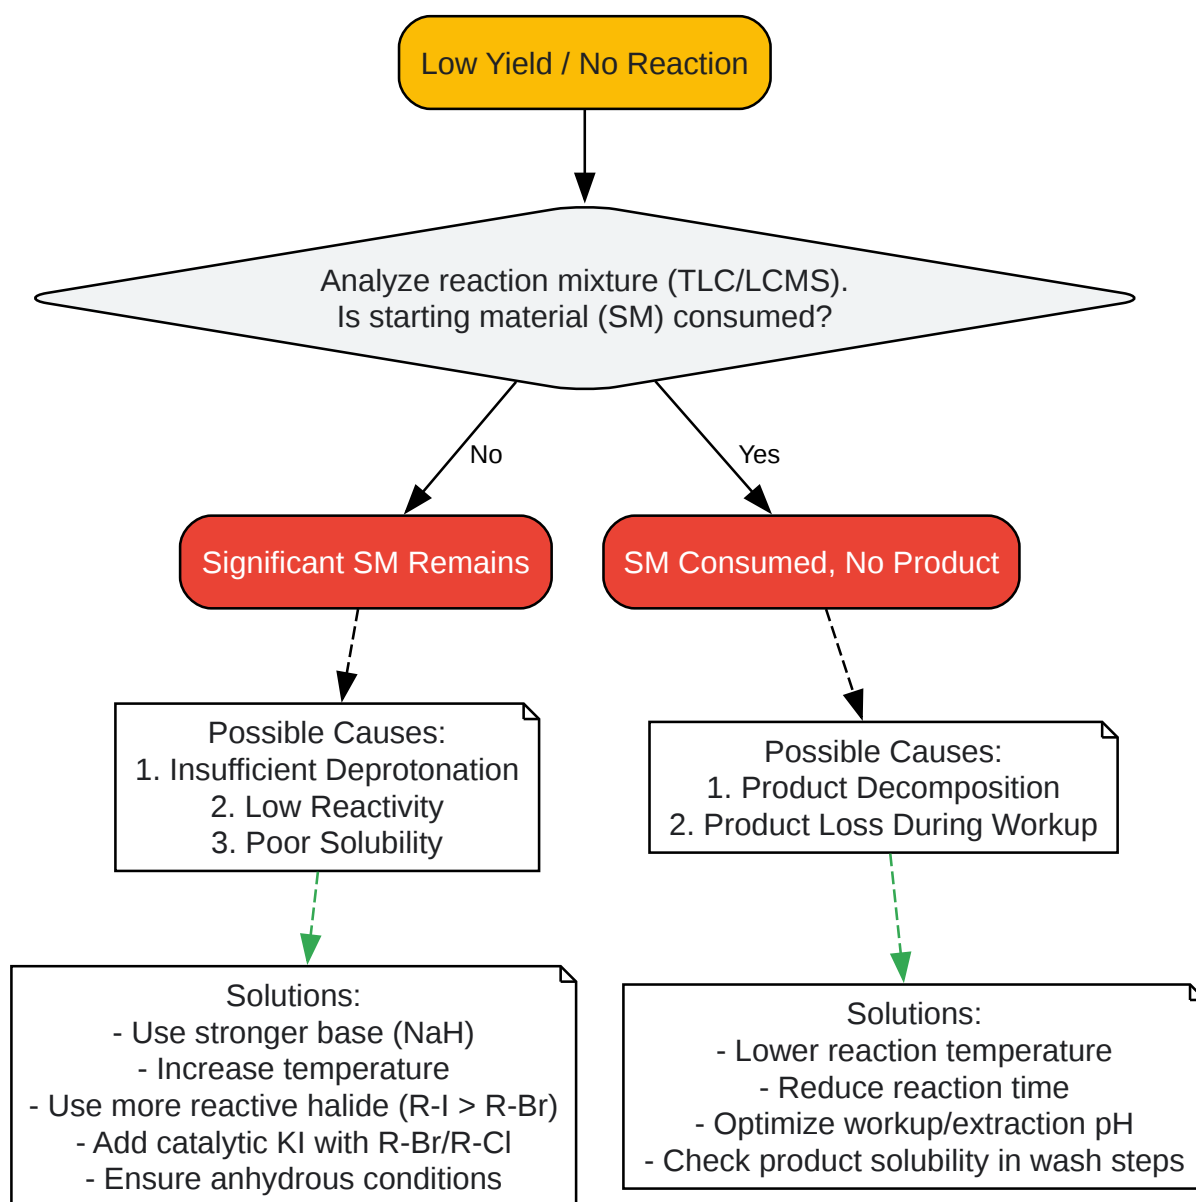 Low Yield / No Reaction
Analyze reaction mixture (TLC/LCMS).
Is starting material (SM) consumed?
No
Yes
Significant SM Remains
SM Consumed, No Product
Possible Causes:
1. Insufficient Deprotonation
2. Low Reactivity
3. Poor Solubility
Possible Causes:
1. Product Decomposition
2. Product Loss During Workup
Solutions:
- Use stronger base (NaH)
- Increase temperature
- Use more reactive halide (R-I > R-Br)
- Add catalytic KI with R-Br/R-Cl
- Ensure anhydrous conditions
Solutions:
- Lower reaction temperature
- Reduce reaction time
- Optimize workup/extraction pH
- Check product solubility in wash steps